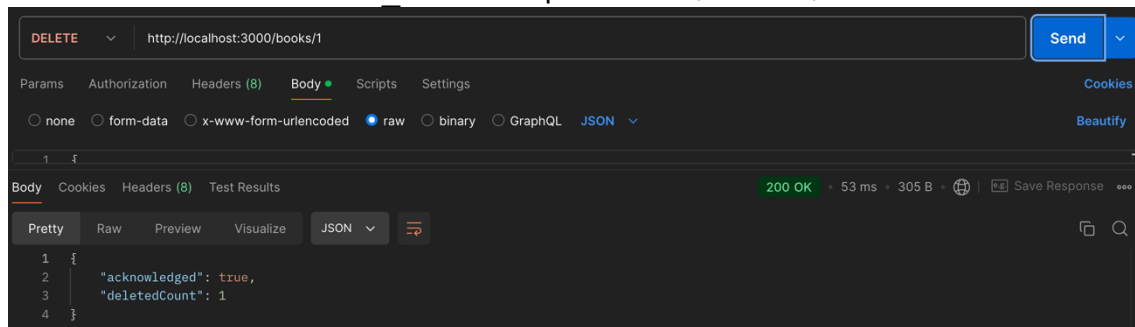 DELETE http://localhost:3000/books/1 Send
Params Authorization Headers (8) Body Scripts Settings Cookies
none form-data x-www-form-urlencoded raw binary GraphQL JSON Beautify
1 {
Body Cookies Headers (8) Test Results 200 OK 53 ms 305 B e.g. Save Response
Pretty Raw Preview Visualize JSON
1 {
2 "acknowledged": true,
3 "deletedCount": 1
4 }